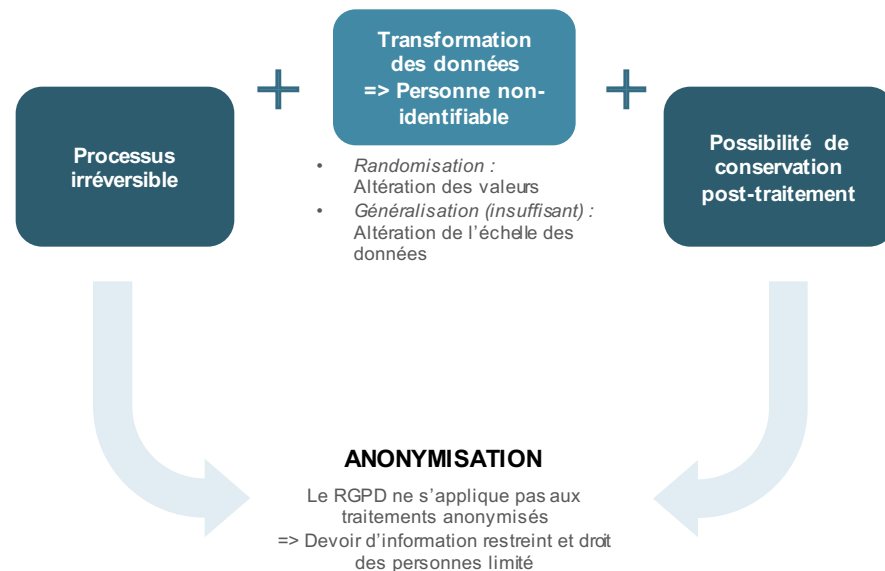 Processus
irréversible
+
Transformation
des données
=> Personne non-
identifiable
• Randomisation :
Altération des valeurs
• Généralisation (insuffisant) :
Altération de l'échelle des
données
+
Possibilité de
conservation
post-traitement
ANONYMISATION
Le RGPD ne s'applique pas aux
traitements anonymisés
=> Devoir d'information restreint et droit
des personnes limité